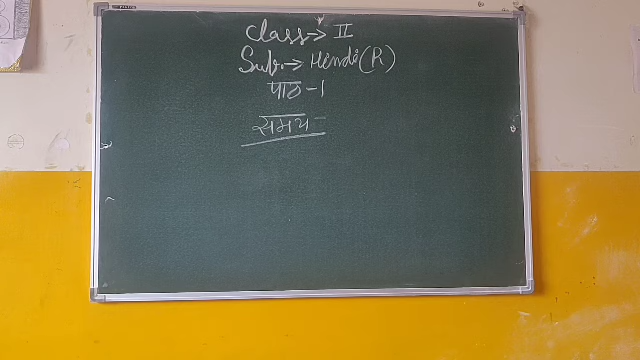 Class → II
Sub. → Hindi (R)
पाठ - 1
समय